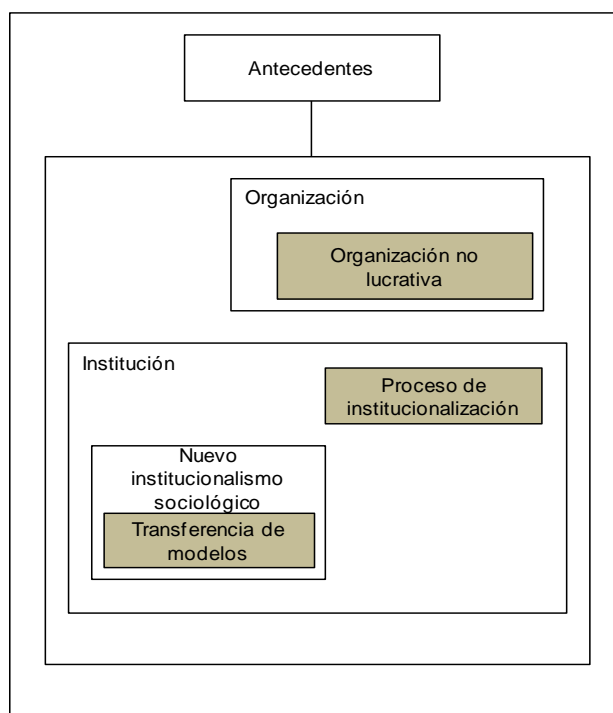 Antecedentes
Organización
Organización no
lucrativa
Institución
Proceso de
institucionalización
Nuevo
institucionalismo
sociológico
Transferencia de
modelos